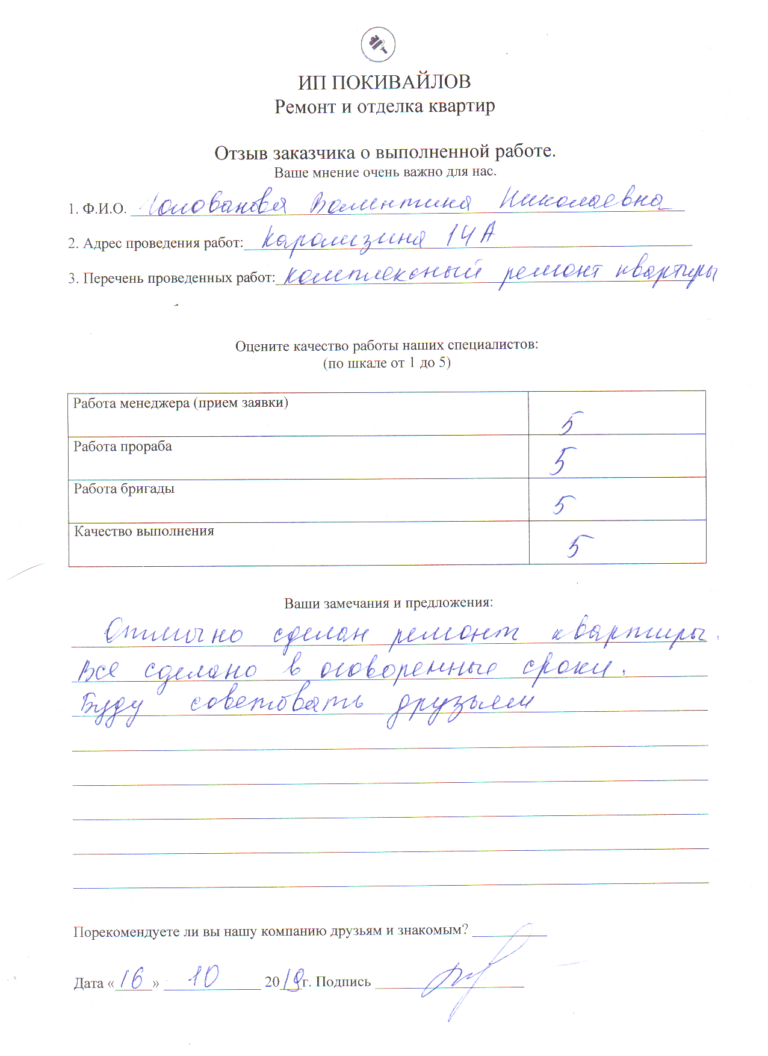 ИП ПОКИВАЙЛОВ
Ремонт и отделка квартир
Отзыв заказчика о выполненной работе.
Ваше мнение очень важно для нас.
1. Ф.И.О. Голованова Валентина Николаевна
2. Адрес проведения работ: Карамзина 14А
3. Перечень проведенных работ: комплексный ремонт квартиры
Оцените качество работы наших специалистов:
(по шкале от 1 до 5)
Работа менеджера (прием заявки) 5
Работа прораба 5
Работа бригады 5
Качество выполнения 5
Ваши замечания и предложения:
Отлично сделан ремонт квартиры.
Все сделано в оговоренные сроки.
Буду советовать друзьям
Порекомендуете ли вы нашу компанию друзьям и знакомым?
Дата «16» 10 2019г. Подпись